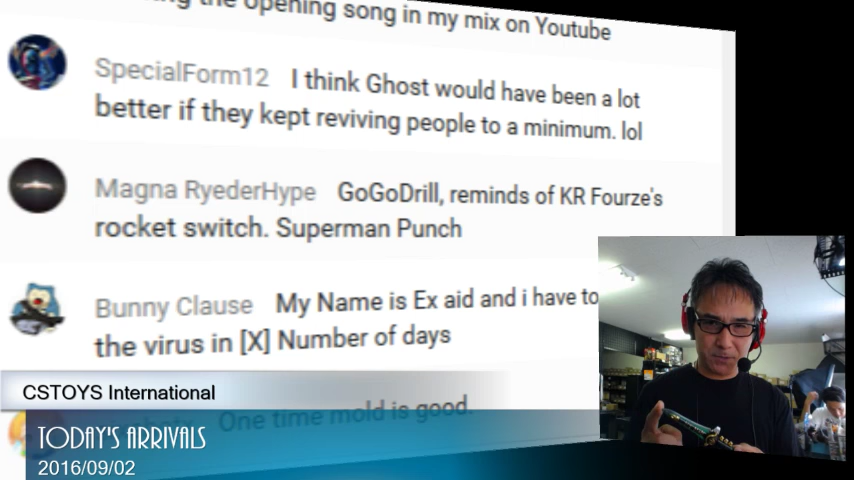 the opening song in my mix on Youtube
SpecialForm12 I think Ghost would have been a lot
better if they kept reviving people to a minimum. lol
Magna RyederHype GoGoDrill, reminds of KR Fourze's
rocket switch. Superman Punch
Bunny Clause My Name is Ex aid and i have to
the virus in [X] Number of days
One time mold is good.
CSTOYS International
TODAY'S ARRIVALS
2016/09/02